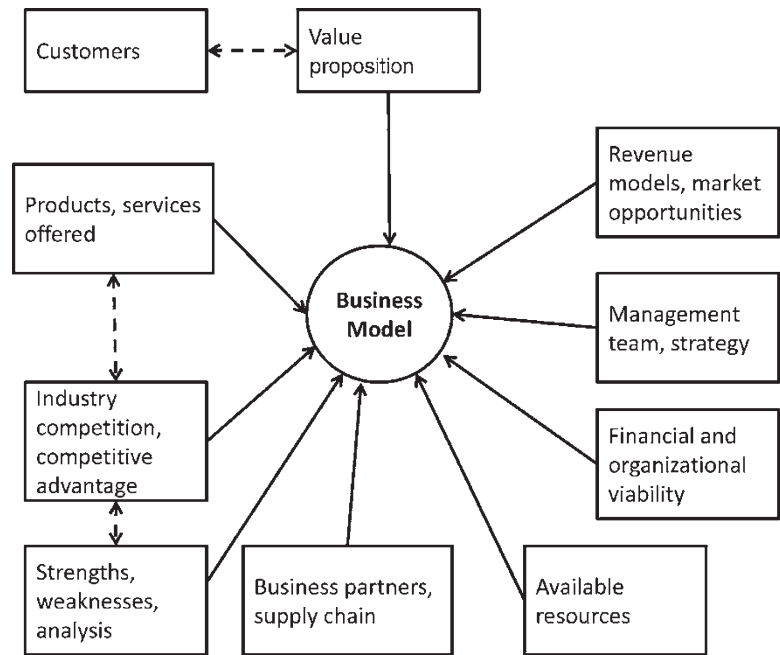 Customers
Value
proposition
Revenue
models, market
opportunities
Products, services
offered
Business
Model
Management
team, strategy
Industry
competition,
competitive
advantage
Financial and
organizational
viability
Strengths,
weaknesses,
analysis
Business partners,
supply chain
Available
resources